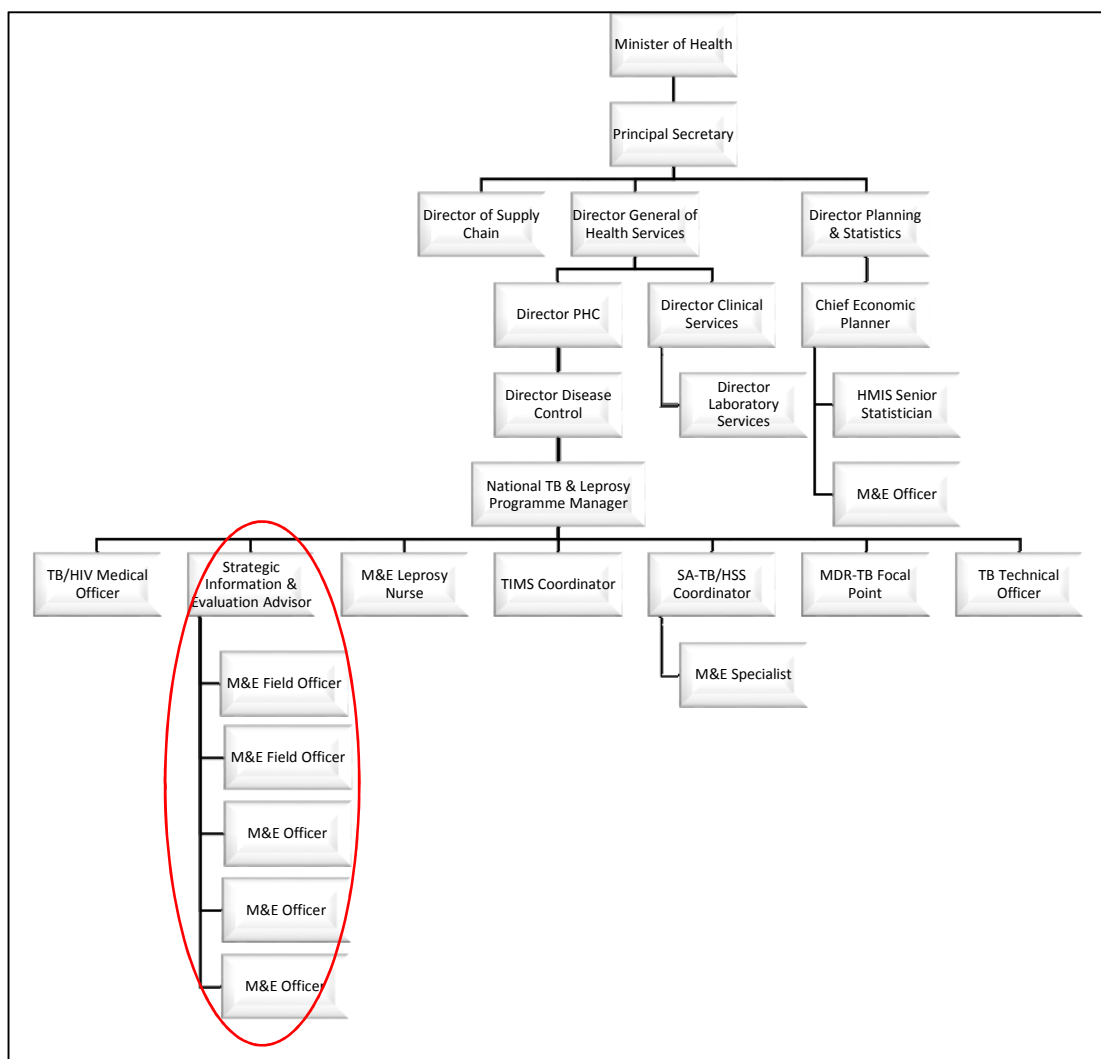 Minister of Health
Principal Secretary
Director of Supply
Chain
Director General of
Health Services
Director Planning
& Statistics
Director PHC
Director Clinical
Services
Chief Economic
Planner
Director Disease
Control
Director
Laboratory
Services
HMIS Senior
Statistician
National TB & Leprosy
Programme Manager
M&E Officer
TB/HIV Medical
Officer
Strategic
Information &
Evaluation Advisor
M&E Leprosy
Nurse
TIMS Coordinator
SA-TB/HSS
Coordinator
MDR-TB Focal
Point
TB Technical
Officer
M&E Field Officer
M&E Specialist
M&E Field Officer
M&E Officer
M&E Officer
M&E Officer